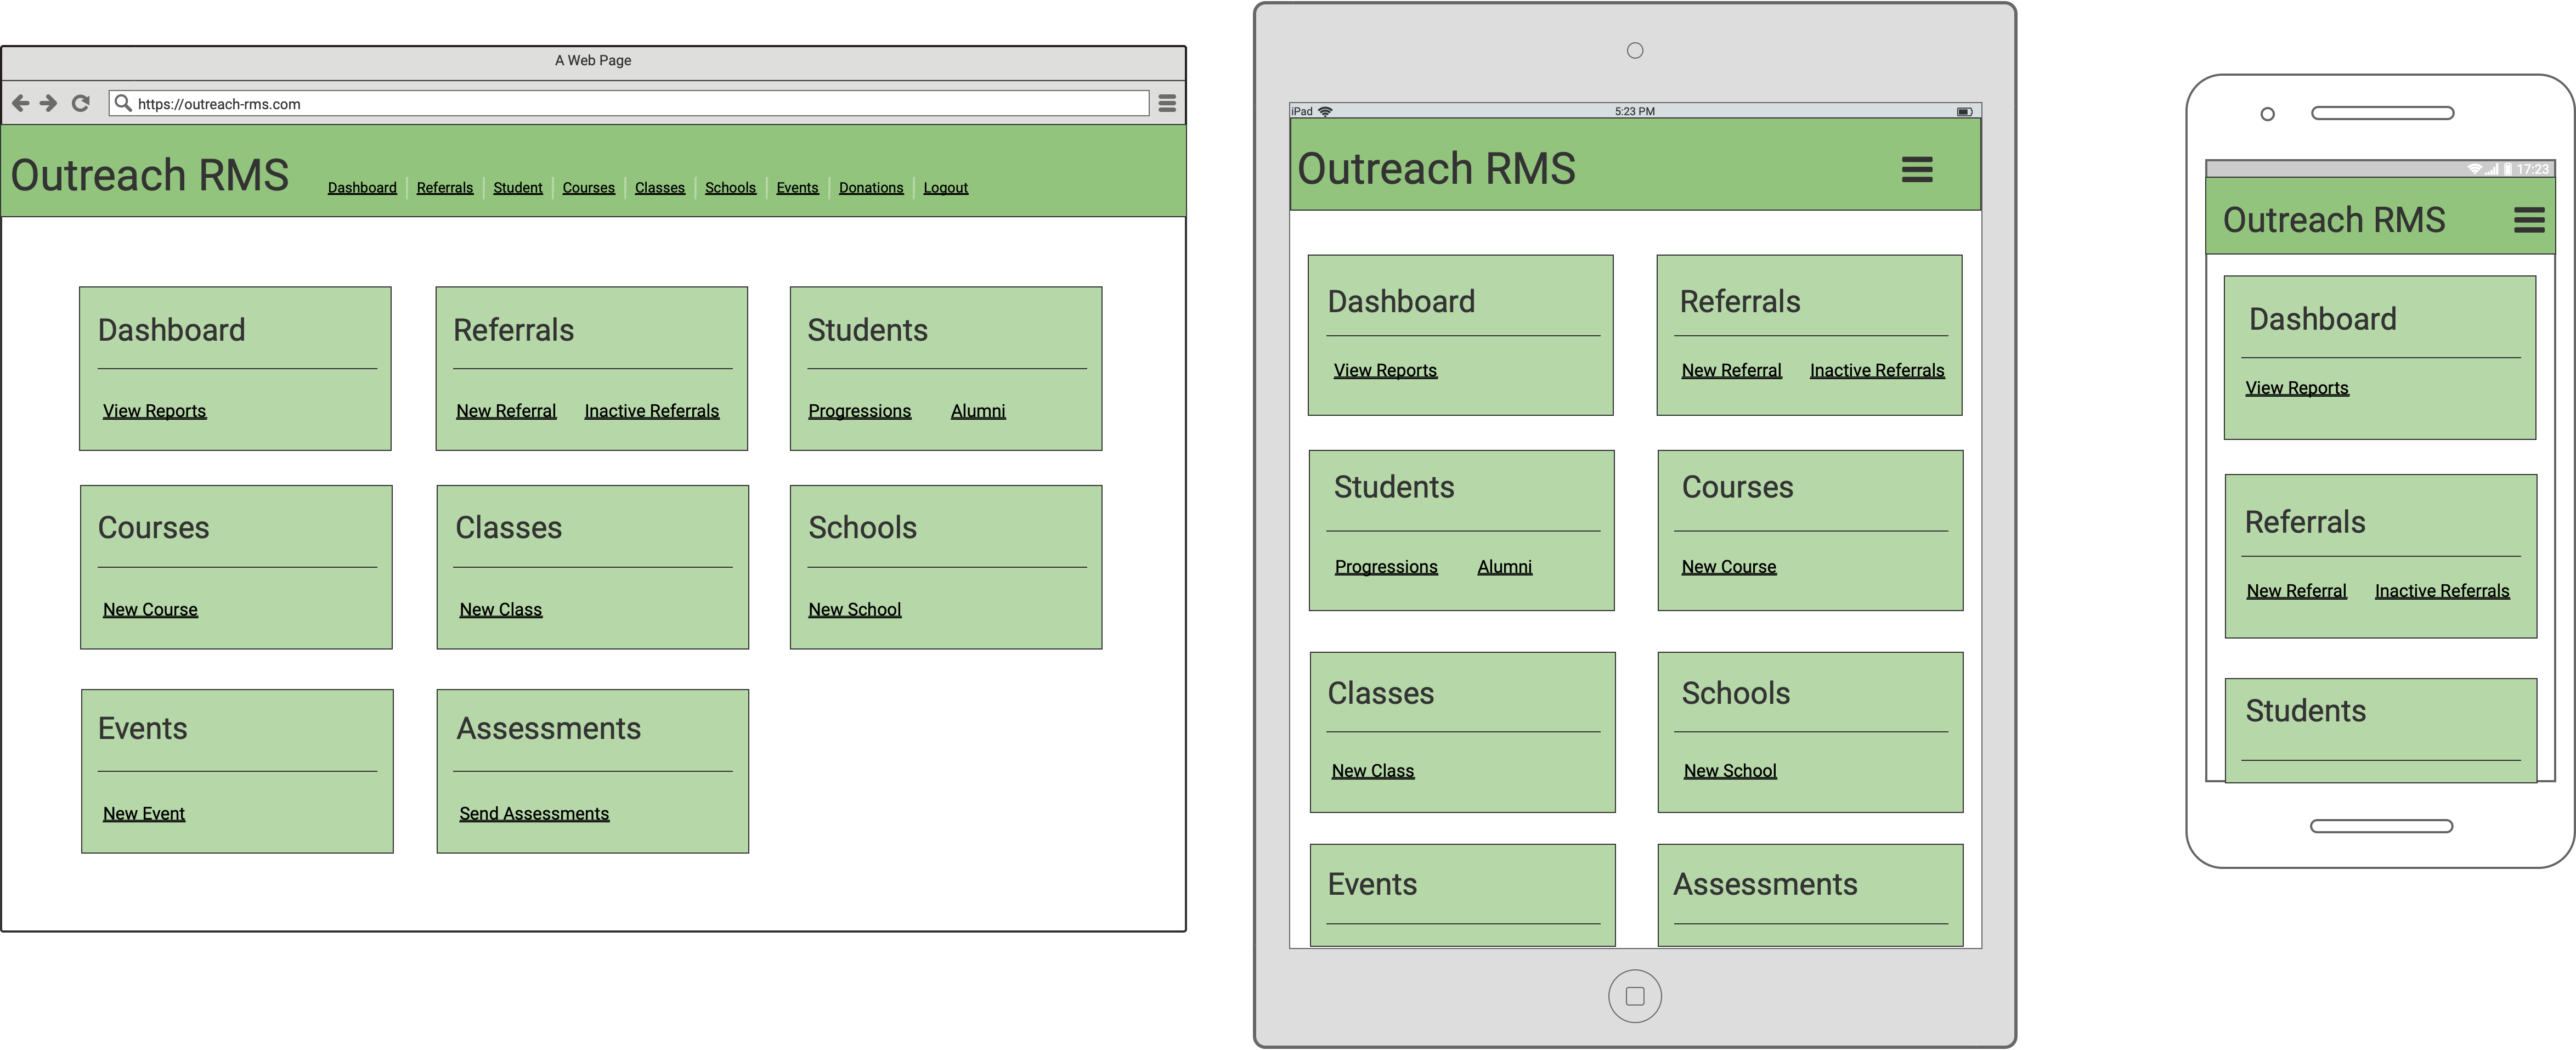 A Web Page
https://outreach-rms.com
Outreach RMS
Dashboard Referrals Student Courses Classes Schools Events Donations Logout
Dashboard
View Reports
Referrals
New Referral Inactive Referrals
Students
Progressions Alumni
Courses
New Course
Classes
New Class
Schools
New School
Events
New Event
Assessments
Send Assessments
iPad 5:23 PM
Outreach RMS
Dashboard
View Reports
Referrals
New Referral Inactive Referrals
Students
Progressions Alumni
Courses
New Course
Classes
New Class
Schools
New School
Events
Assessments
17:23
Outreach RMS
Dashboard
View Reports
Referrals
New Referral Inactive Referrals
Students